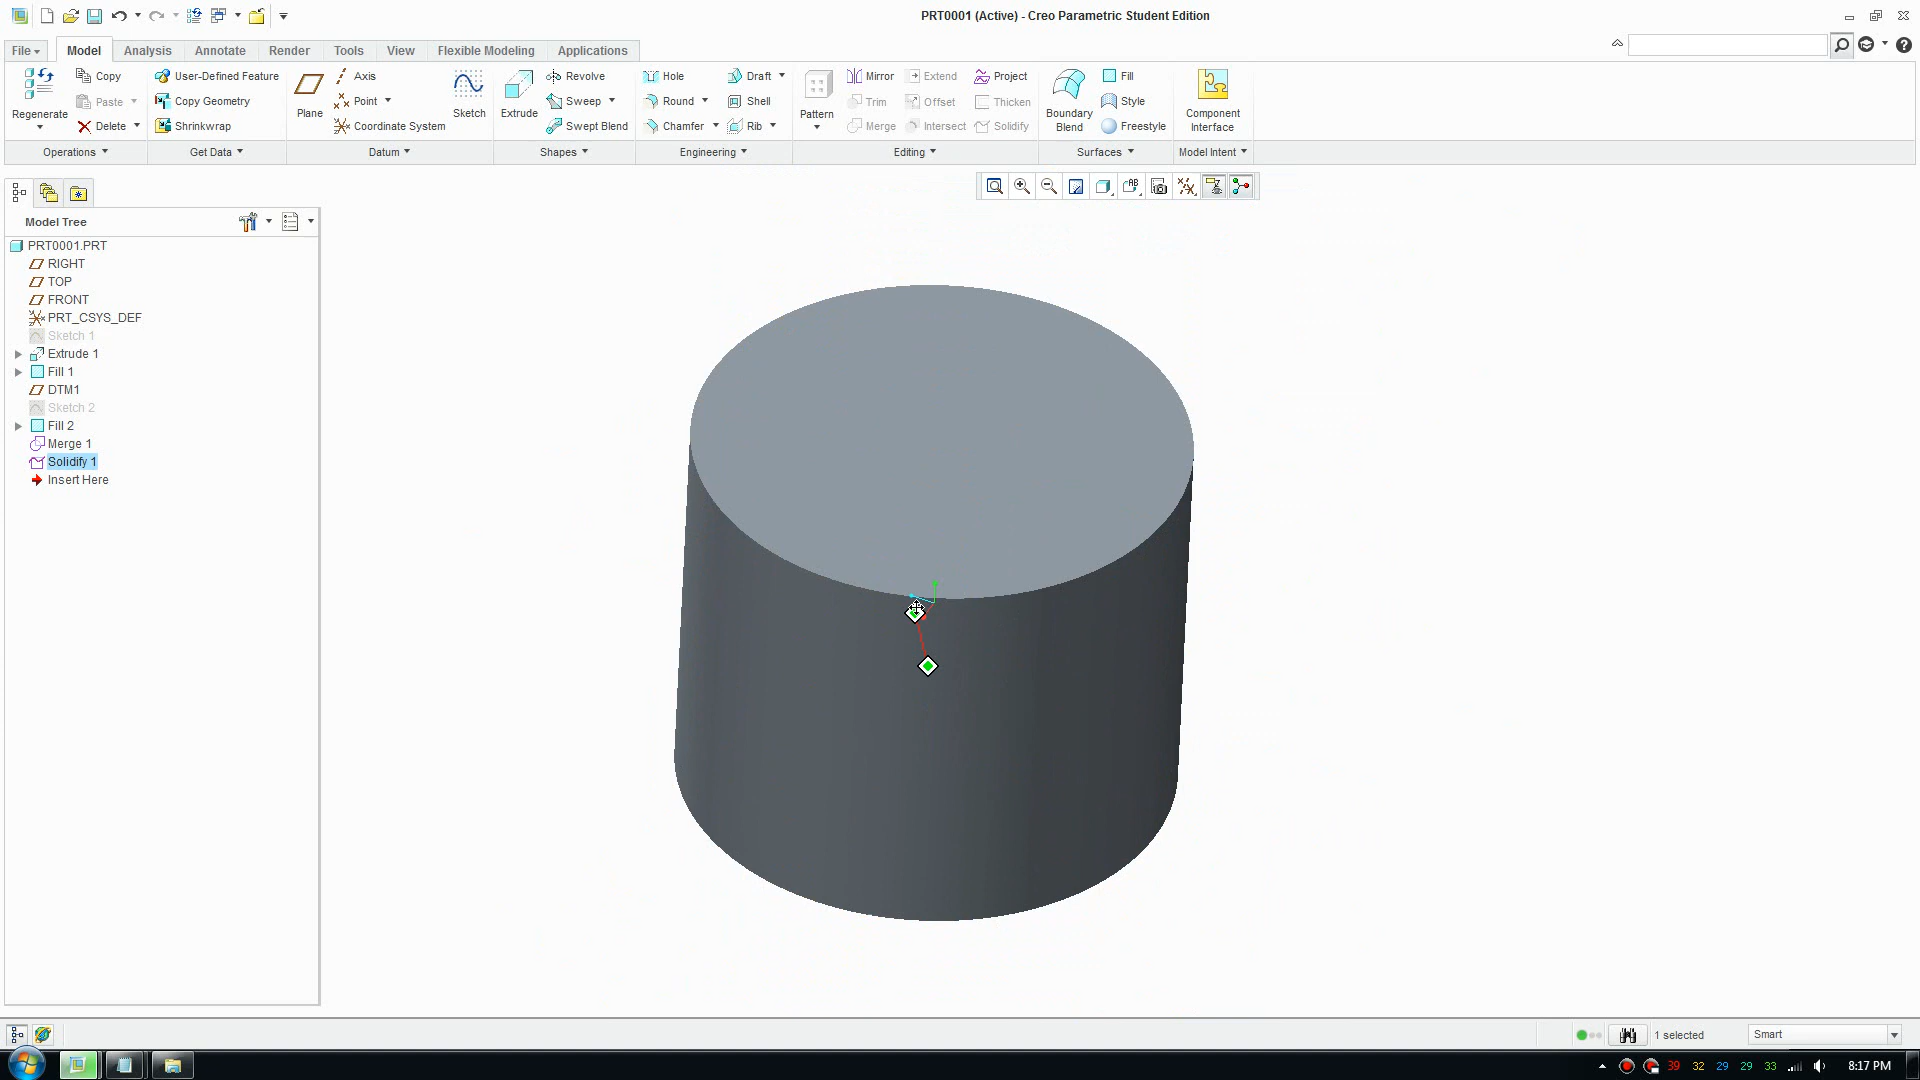 PRT0001 (Active) - Creo Parametric Student Edition
File Model Analysis Annotate Render Tools View Flexible Modeling Applications
Regenerate
Copy
Paste
Delete
Operations
User-Defined Feature
Copy Geometry
Shrinkwrap
Get Data
Plane
Axis
Point
Coordinate System
Sketch
Datum
Extrude
Revolve
Sweep
Swept Blend
Shapes
Hole
Round
Chamfer
Draft
Shell
Rib
Engineering
Pattern
Mirror
Trim
Merge
Extend
Offset
Intersect
Project
Thicken
Solidify
Editing
Boundary
Blend
Fill
Style
Freestyle
Surfaces
Component
Interface
Model Intent
Model Tree
PRT0001.PRT
RIGHT
TOP
FRONT
PRT_CSYS_DEF
Sketch 1
Extrude 1
Fill 1
DTM1
Sketch 2
Fill 2
Merge 1
Solidify 1
Insert Here
1 selected
Smart
39 32 29 29 33
8:17 PM